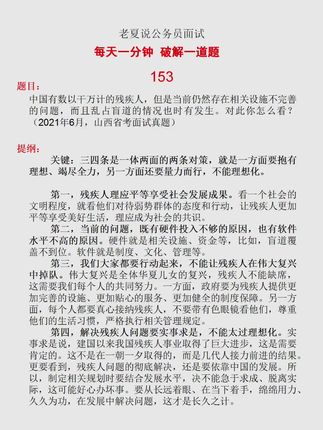 老夏说公务员面试
每天一分钟 破解一道题
153
题目：
中国有数以千万计的残疾人，但是当前仍然存在相关设施不完善
的问题，而且乱占盲道的情况也时有发生。对此你怎么看？
（2021年6月，山西省考面试真题）
提纲：
关键：三四条是一体两面的两条对策，就是一方面要抱有
理想、竭尽全力，另一方面还要量力而行，不能理想化。
第一，残疾人理应平等享受社会发展成果。看一个社会的
文明程度，就看他们对待弱势群体的态度和行动，让残疾人更加
平等享受美好生活，理应成为社会的共识。
第二，当前的问题，既有硬件投入不够的原因，也有软件
水平不高的原因。硬件就是相关设施、资金等，比如，盲道覆
盖不到位。软件就是制度、文化、管理等。
第三，我们大家都要行动起来，不能让残疾人在伟大复兴
中掉队。伟大复兴是全体华夏儿女的复兴，残疾人不能缺席，
这需要我们每个人的共同努力。一方面，政府要为残疾人提供更
加完善的设施、更加贴心的服务、更加健全的制度保障。另一方
面，每个人都要真心接纳残疾人，不要带有色眼镜看他们，尊重
他们的生活习惯，严格执行相关管理规定。
第四，解决残疾人问题要实事求是，不能太过理想化。实
事求是说，建国以来我国残疾人事业取得了巨大进步，这是需要
肯定的。这不是在一朝一夕取得的，而是几代人接力前进的结果。
更要看到，残疾人问题的彻底解决，还是要依靠中国的发展。所
以，制定相关规划时要结合发展水平，决不能急于求成、脱离实
际，这可能好心办坏事。要从长远着眼、在当下着手，绵绵用力、
久久为功，在发展中解决问题，这才是长久之计。